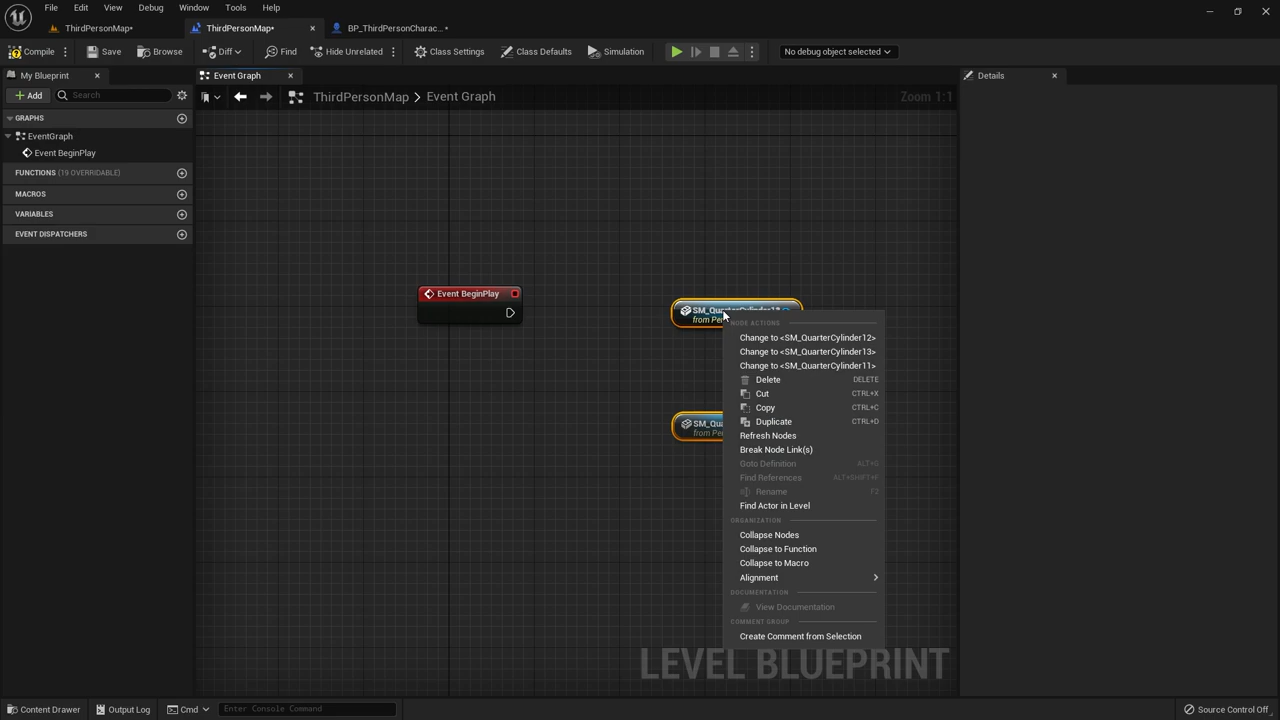 File Edit View Debug Window Tools Help
ThirdPersonMap• ThirdPersonMap• BP_ThirdPersonCharac…•
Compile Save Browse Diff Find Hide Unrelated Class Settings Class Defaults Simulation No debug object selected
My Blueprint Event Graph Details
Add Search ThirdPersonMap > Event Graph Zoom 1:1
GRAPHS
EventGraph
Event BeginPlay
FUNCTIONS (19 OVERRIDABLE)
MACROS
VARIABLES
EVENT DISPATCHERS
Event BeginPlay
from
SM_Qua
from
NODE ACTIONS
Change to <SM_QuarterCylinder12>
Change to <SM_QuarterCylinder13>
Change to <SM_QuarterCylinder11>
Delete DELETE
Cut CTRL+X
Copy CTRL+C
Duplicate CTRL+D
Refresh Nodes
Break Node Link(s)
Goto Definition ALT+G
Find References ALT+SHIFT+F
Rename F2
Find Actor in Level
ORGANIZATION
Collapse Nodes
Collapse to Function
Collapse to Macro
Alignment
DOCUMENTATION
View Documentation
COMMENT GROUP
Create Comment from Selection
LEVEL BLUEPRINT
Content Drawer Output Log Cmd Enter Console Command Source Control Off